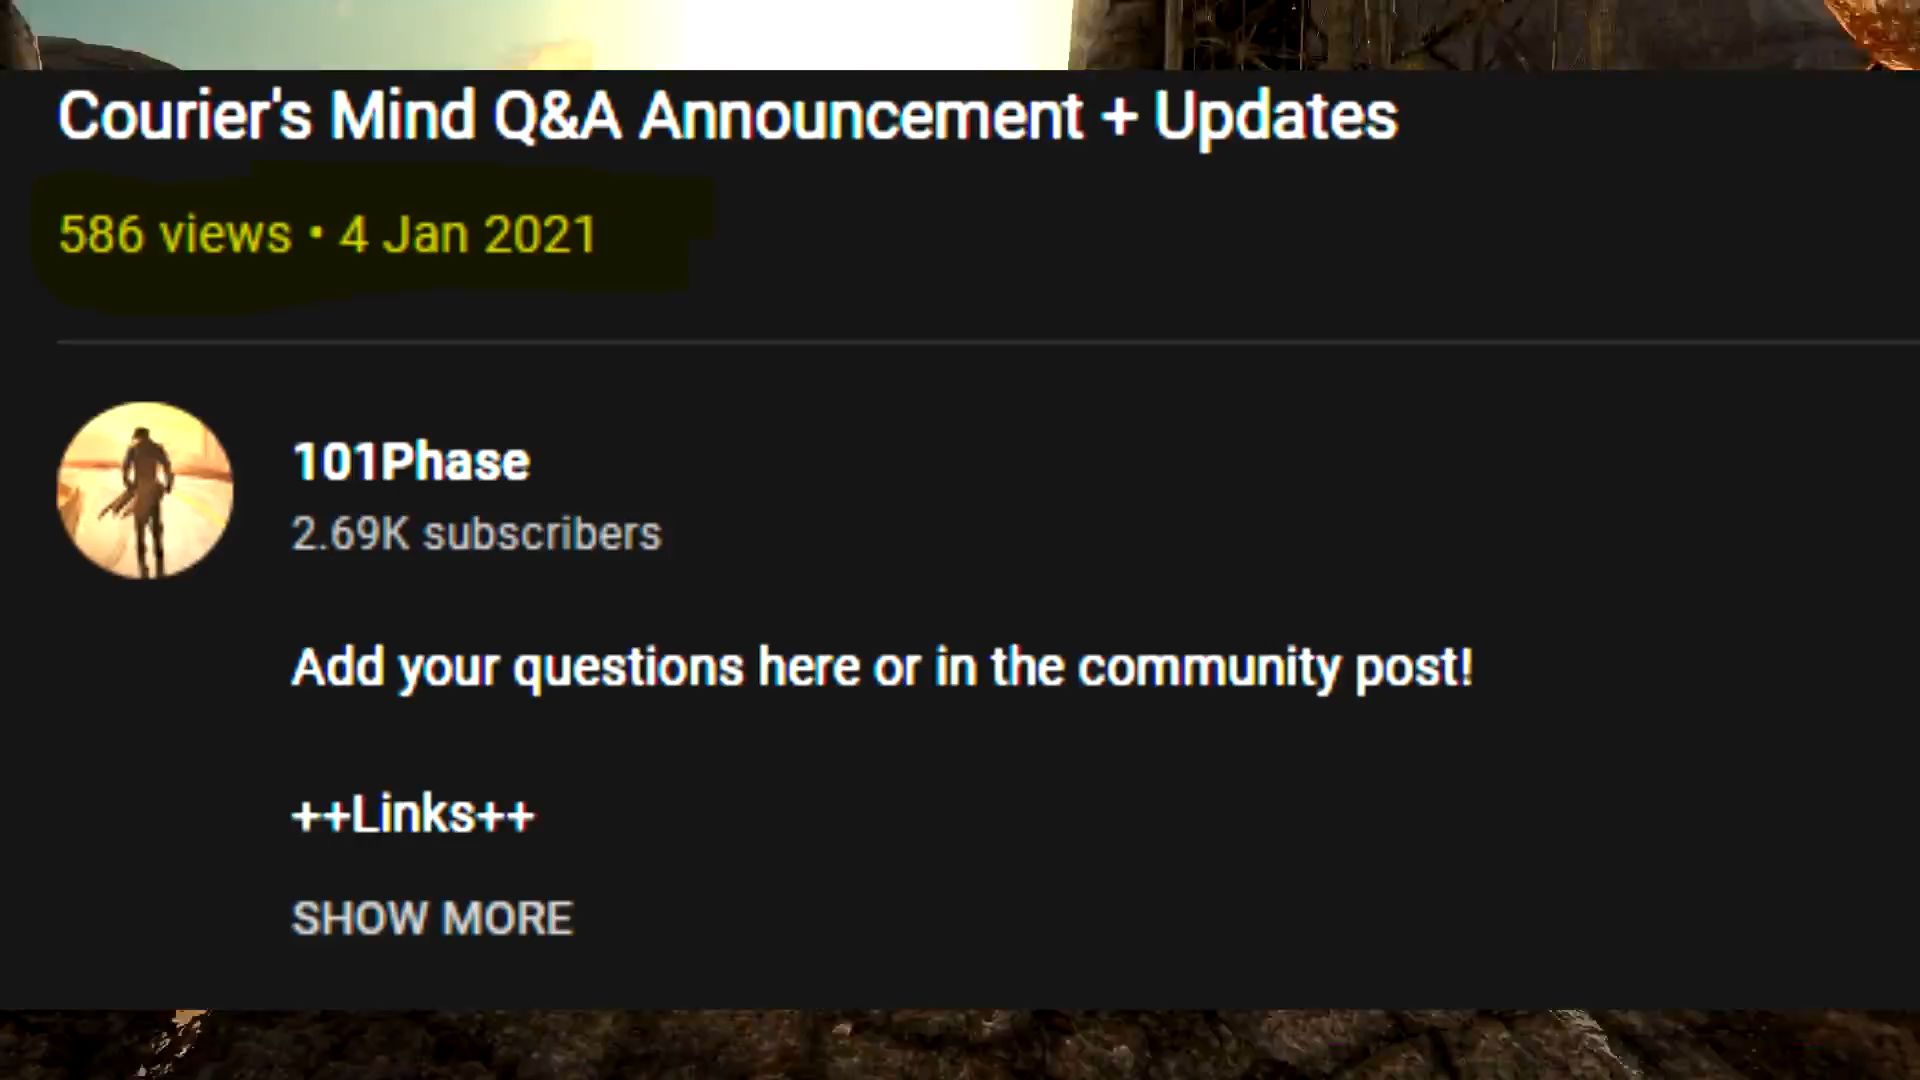 Courier's Mind Q&A Announcement + Updates
586 views • 4 Jan 2021
101Phase
2.69K subscribers
Add your questions here or in the community post!
++Links++
SHOW MORE